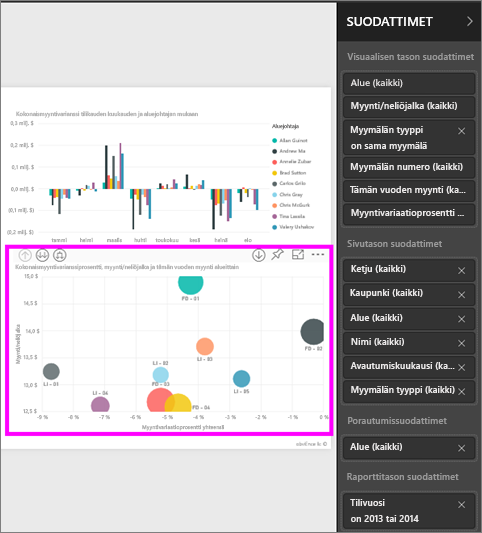 SUODATTIMET
Visuaalisen tason suodattimet
Alue (kaikki)
Myynti/neliöjalka (kaikki)
Myymälän tyyppi
on sama myymälä
Myymälän numero (kaikki)
Tämän vuoden myynti (ka...
Myyntivariaatioprosentti ...
Sivutason suodattimet
Ketju (kaikki)
Kaupunki (kaikki)
Alue (kaikki)
Nimi (kaikki)
Avautumiskuukausi (ka...
Myymälän tyyppi (kaikki)
Porautumissuodattimet
Alue (kaikki)
Raporttitason suodattimet
Tilivuosi
on 2013 tai 2014
Kokonaismyyntivarianssi tilikauden kuukauden ja aluejohtajan mukaan
0,3 milj. $
0,2 milj. $
0,1 milj. $
0,0 milj. $
(0,1 milj. $)
(0,2 milj. $)
tammi helmi maalis huhti toukokuu kesä heinä elo
Aluejohtaja
Allan Guinot
Andrew Ma
Annelie Zubar
Brad Sutton
Carlos Grilo
Chris Gray
Chris McGurk
Tina Lassila
Valery Ushakov
Kokonaismyyntivarianssiprosentti, myynti/neliöjalka ja tämän vuoden myynti alueittain
Myynti/neliöjalka
15,0 $
14,5 $
14,0 $
13,5 $
13,0 $
12,5 $
FD - 01
FD - 02
LI - 03
LI - 01
FD - 03
LI - 04
LI - 05
FD - 04
-9 % -8 % -7 % -6 % -5 % -4 % -3 % -2 % -1 % 0 %
Myyntivariaatioprosentti yhteensä